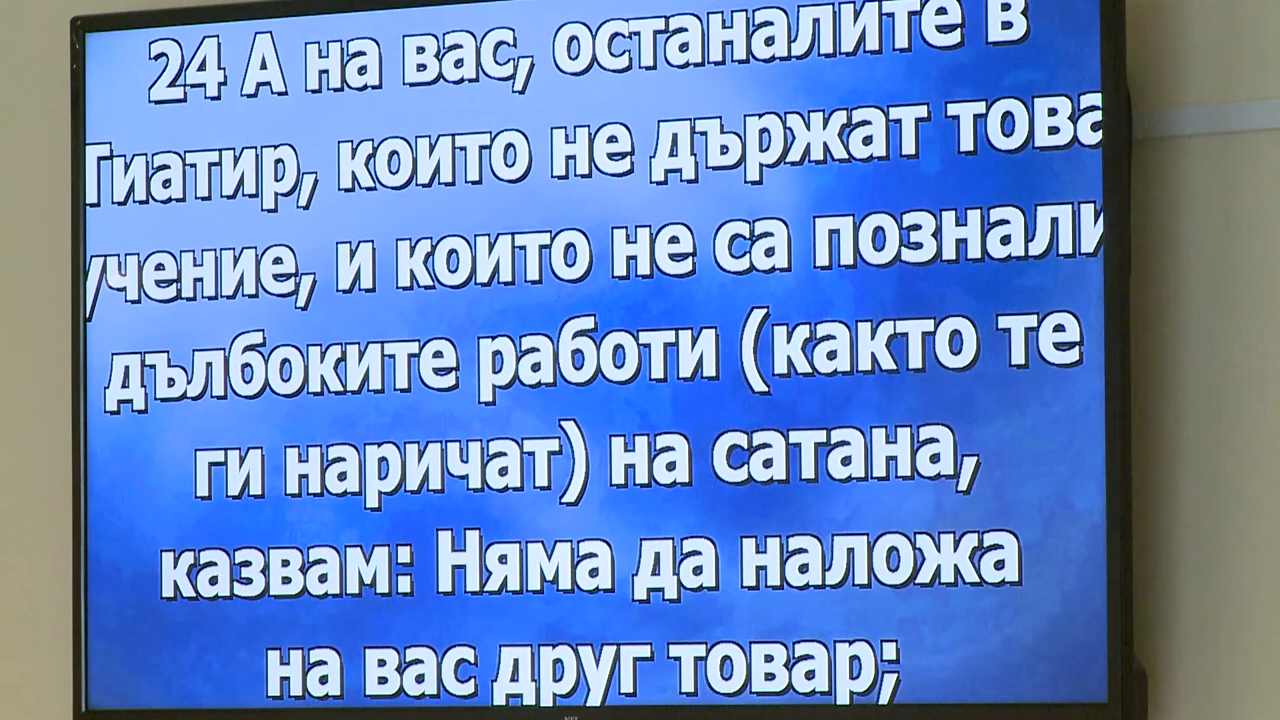 24 А на вас, останалите в
Тиатир, които не държат това
учение, и които не са познали
дълбоките работи (както те
ги наричат) на сатана,
казвам: Няма да наложа
на вас друг товар;